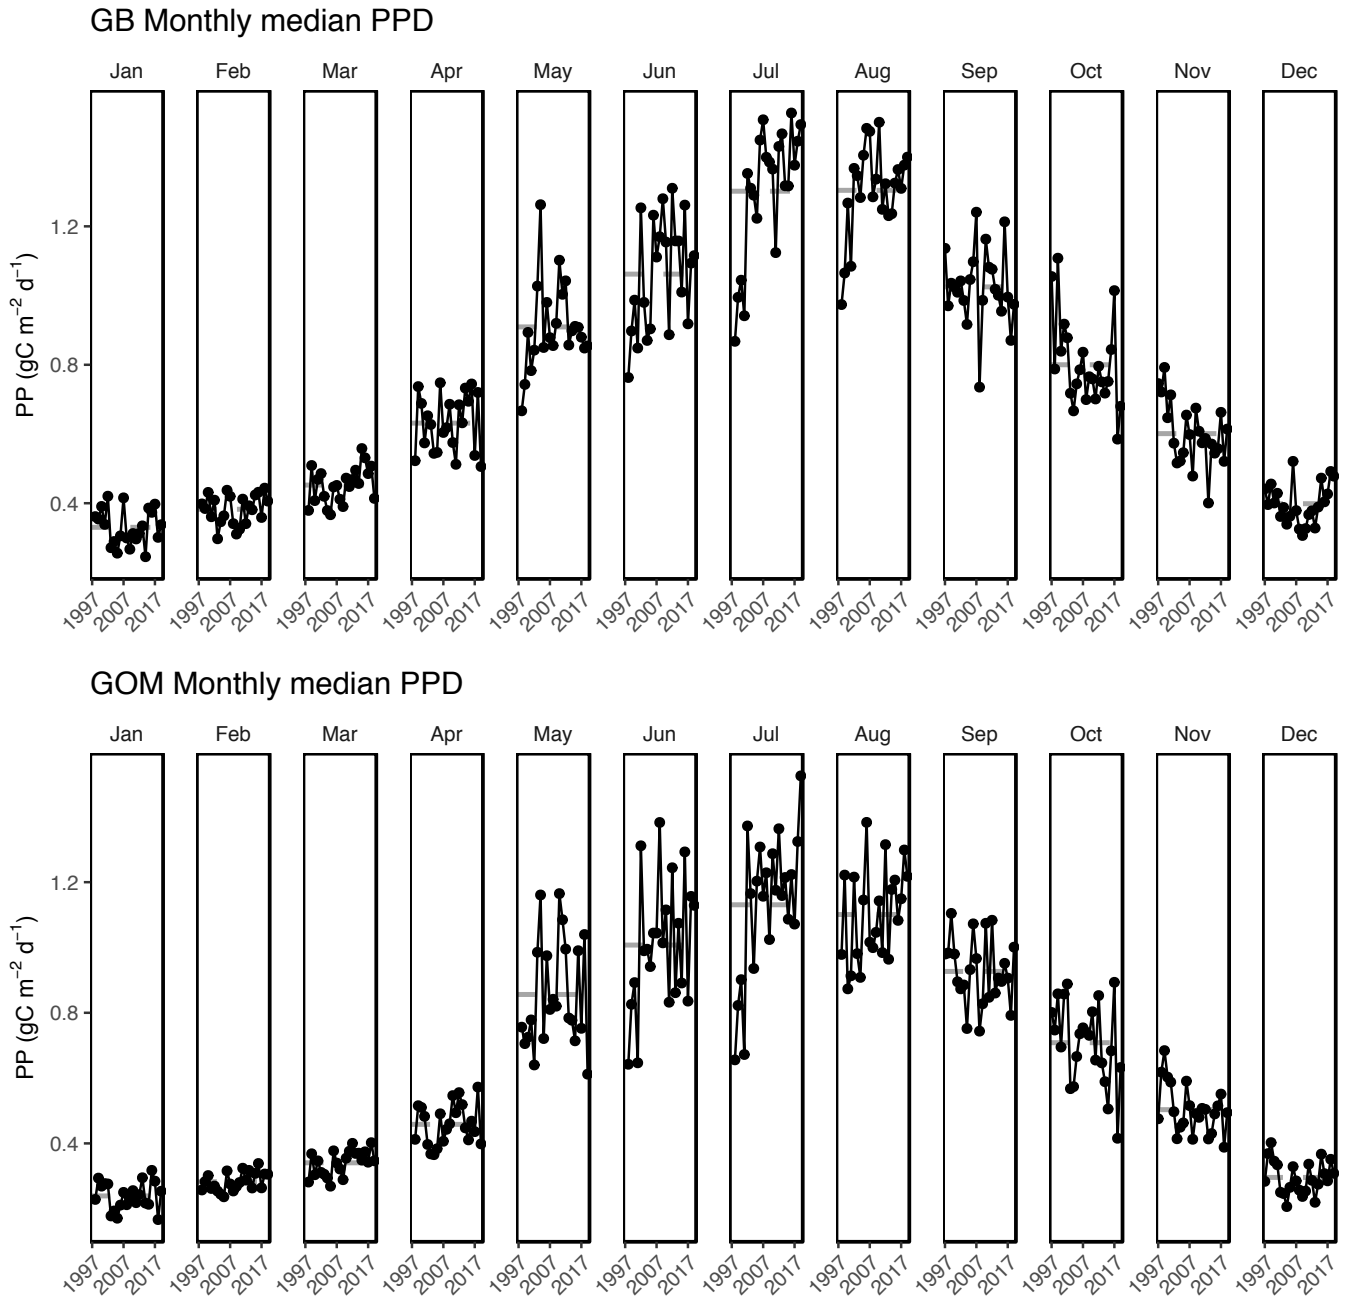 GB Monthly median PPD
Jan Feb Mar Apr May Jun Jul Aug Sep Oct Nov Dec
PP (gC m⁻² d⁻¹)
1.2
0.8
0.4
1997 2007 2017 1997 2007 2017 1997 2007 2017 1997 2007 2017 1997 2007 2017 1997 2007 2017 1997 2007 2017 1997 2007 2017 1997 2007 2017 1997 2007 2017 1997 2007 2017 1997 2007 2017
GOM Monthly median PPD
Jan Feb Mar Apr May Jun Jul Aug Sep Oct Nov Dec
PP (gC m⁻² d⁻¹)
1.2
0.8
0.4
1997 2007 2017 1997 2007 2017 1997 2007 2017 1997 2007 2017 1997 2007 2017 1997 2007 2017 1997 2007 2017 1997 2007 2017 1997 2007 2017 1997 2007 2017 1997 2007 2017 1997 2007 2017